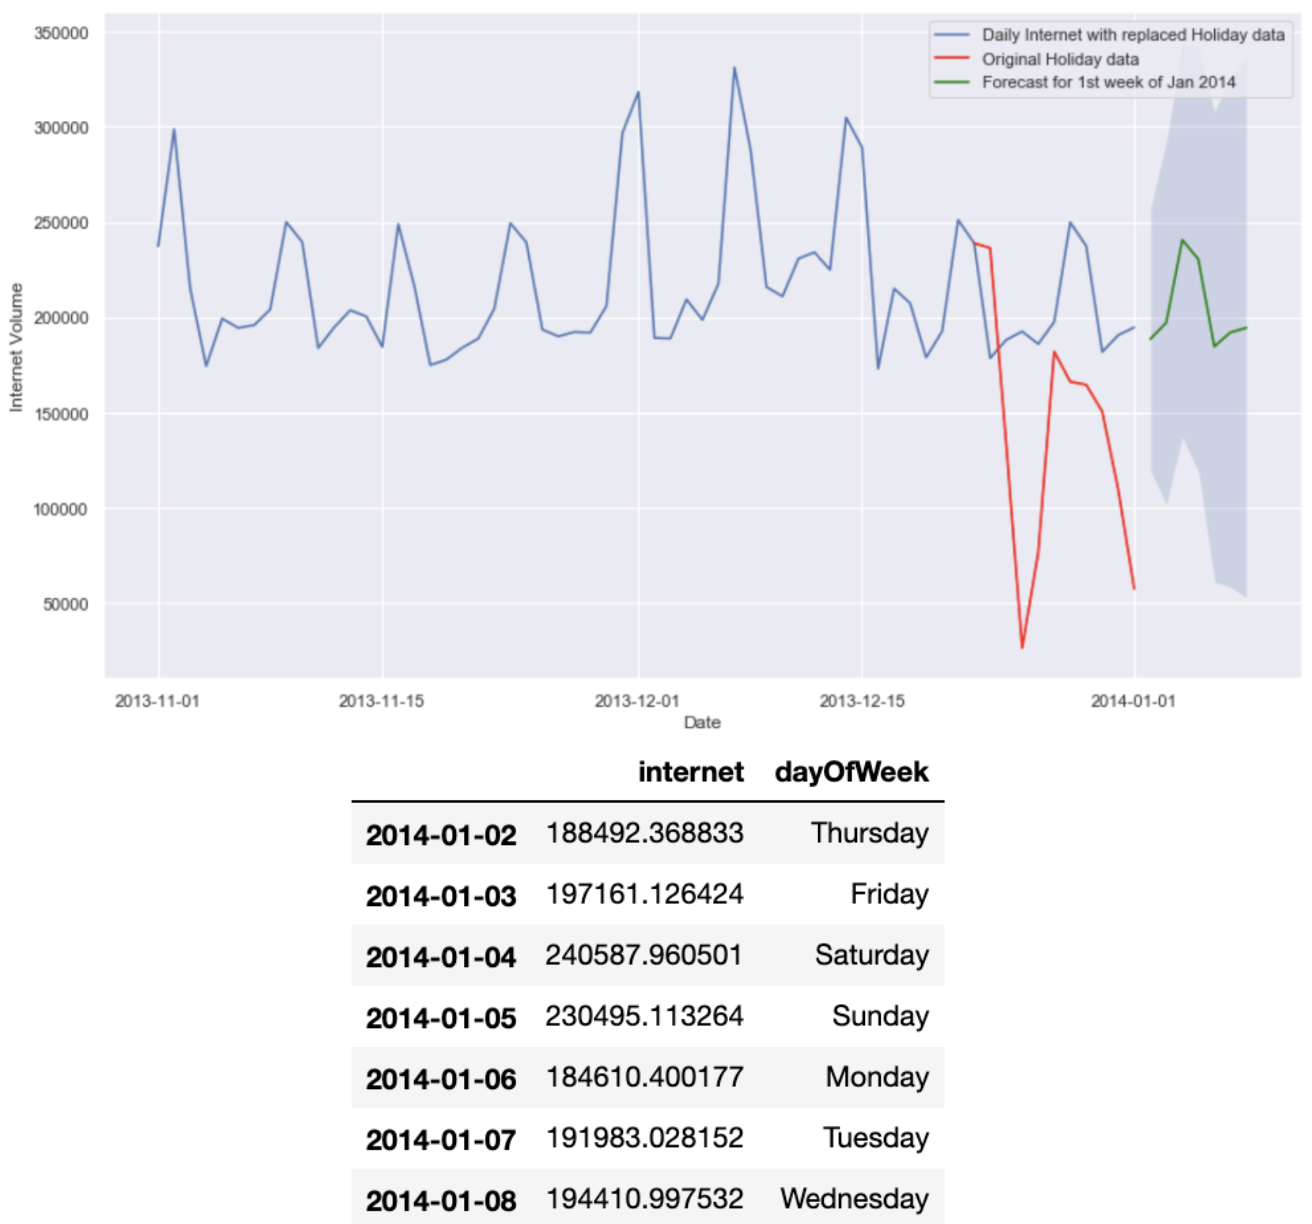 350000
300000
250000
200000
150000
100000
50000
Internet Volume
Daily Internet with replaced Holiday data
Original Holiday data
Forecast for 1st week of Jan 2014
2013-11-01 2013-11-15 2013-12-01 2013-12-15 2014-01-01
Date
internet dayOfWeek
2014-01-02 188492.368833 Thursday
2014-01-03 197161.126424 Friday
2014-01-04 240587.960501 Saturday
2014-01-05 230495.113264 Sunday
2014-01-06 184610.400177 Monday
2014-01-07 191983.028152 Tuesday
2014-01-08 194410.997532 Wednesday